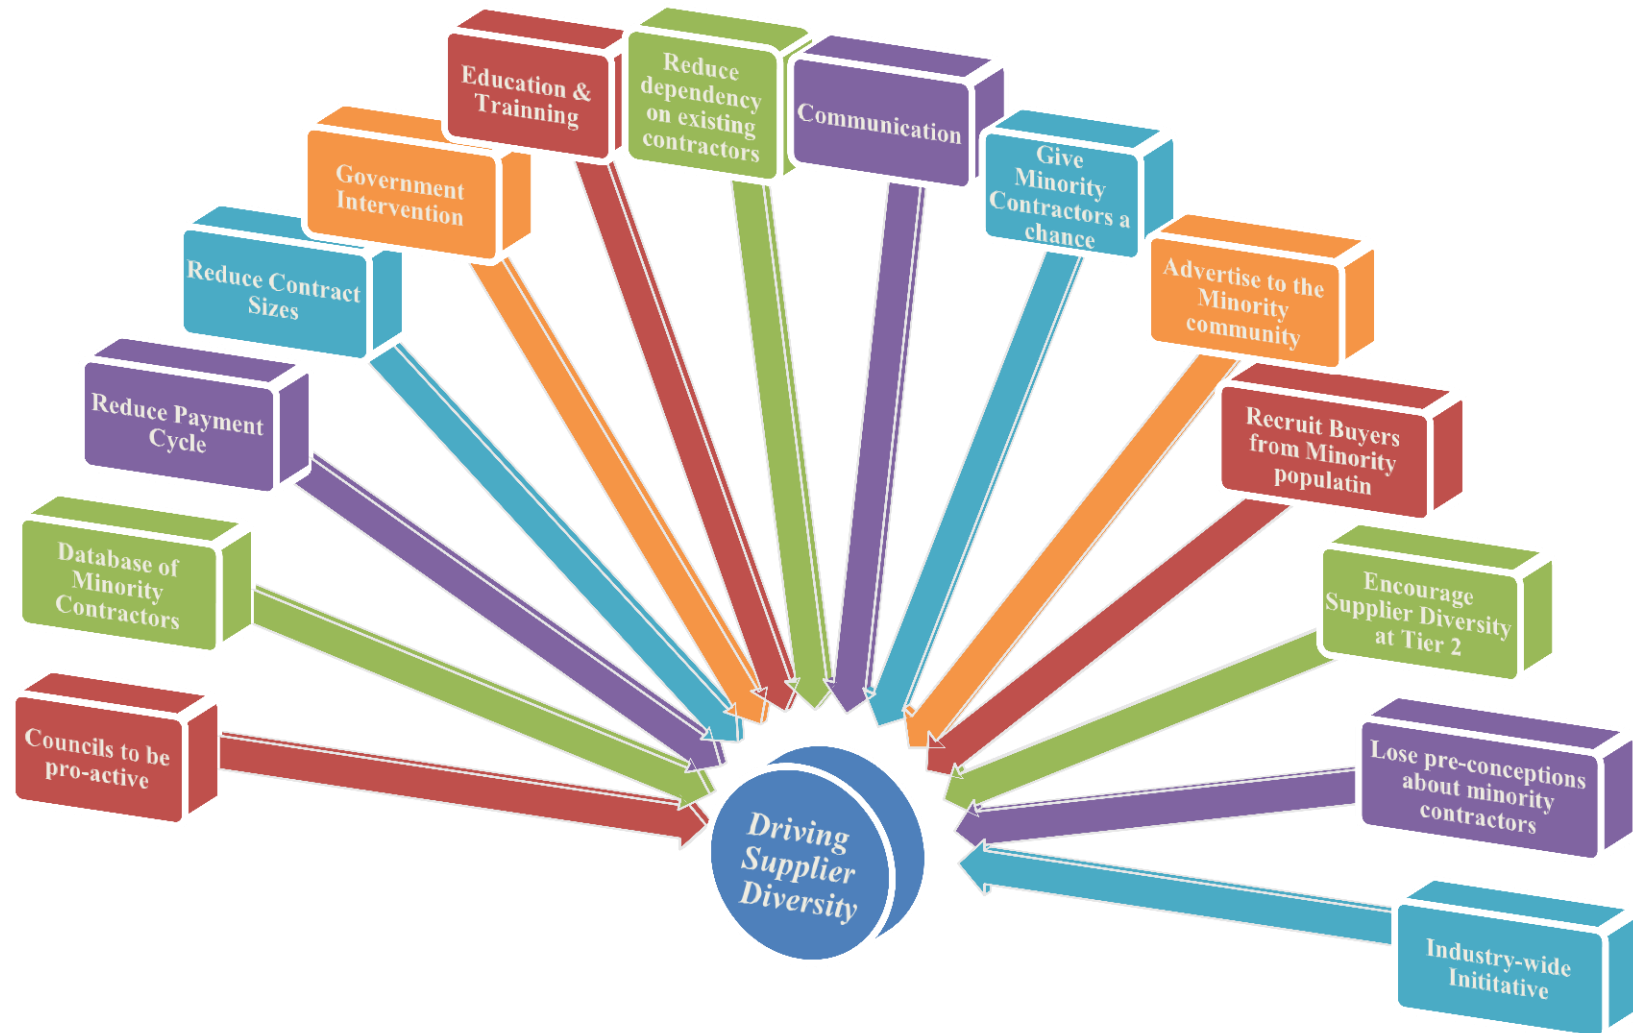 Councils to be
pro-active
Database of
Minority
Contractors
Reduce Payment
Cycle
Reduce Contract
Sizes
Government
Intervention
Education &
Trainning
Reduce
dependency
on existing
contractors
Communication
Give
Minority
Contractors a
chance
Advertise to the
Minority
community
Recruit Buyers
from Minority
populatin
Encourage
Supplier Diversity
at Tier 2
Lose pre-conceptions
about minority
contractors
Industry-wide
Inititative
Driving
Supplier
Diversity